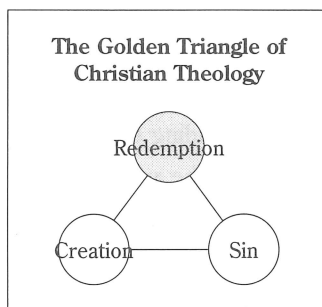 The Golden Triangle of
Christian Theology
Redemption
Creation
Sin